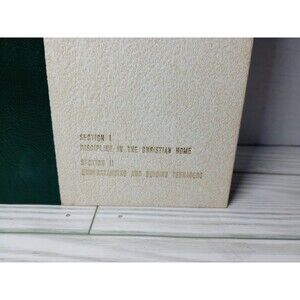 SECTION I
DISCIPLINE IN THE CHRISTIAN HOME
SECTION II
UNDERSTANDING AND GUIDING TEENAGERS